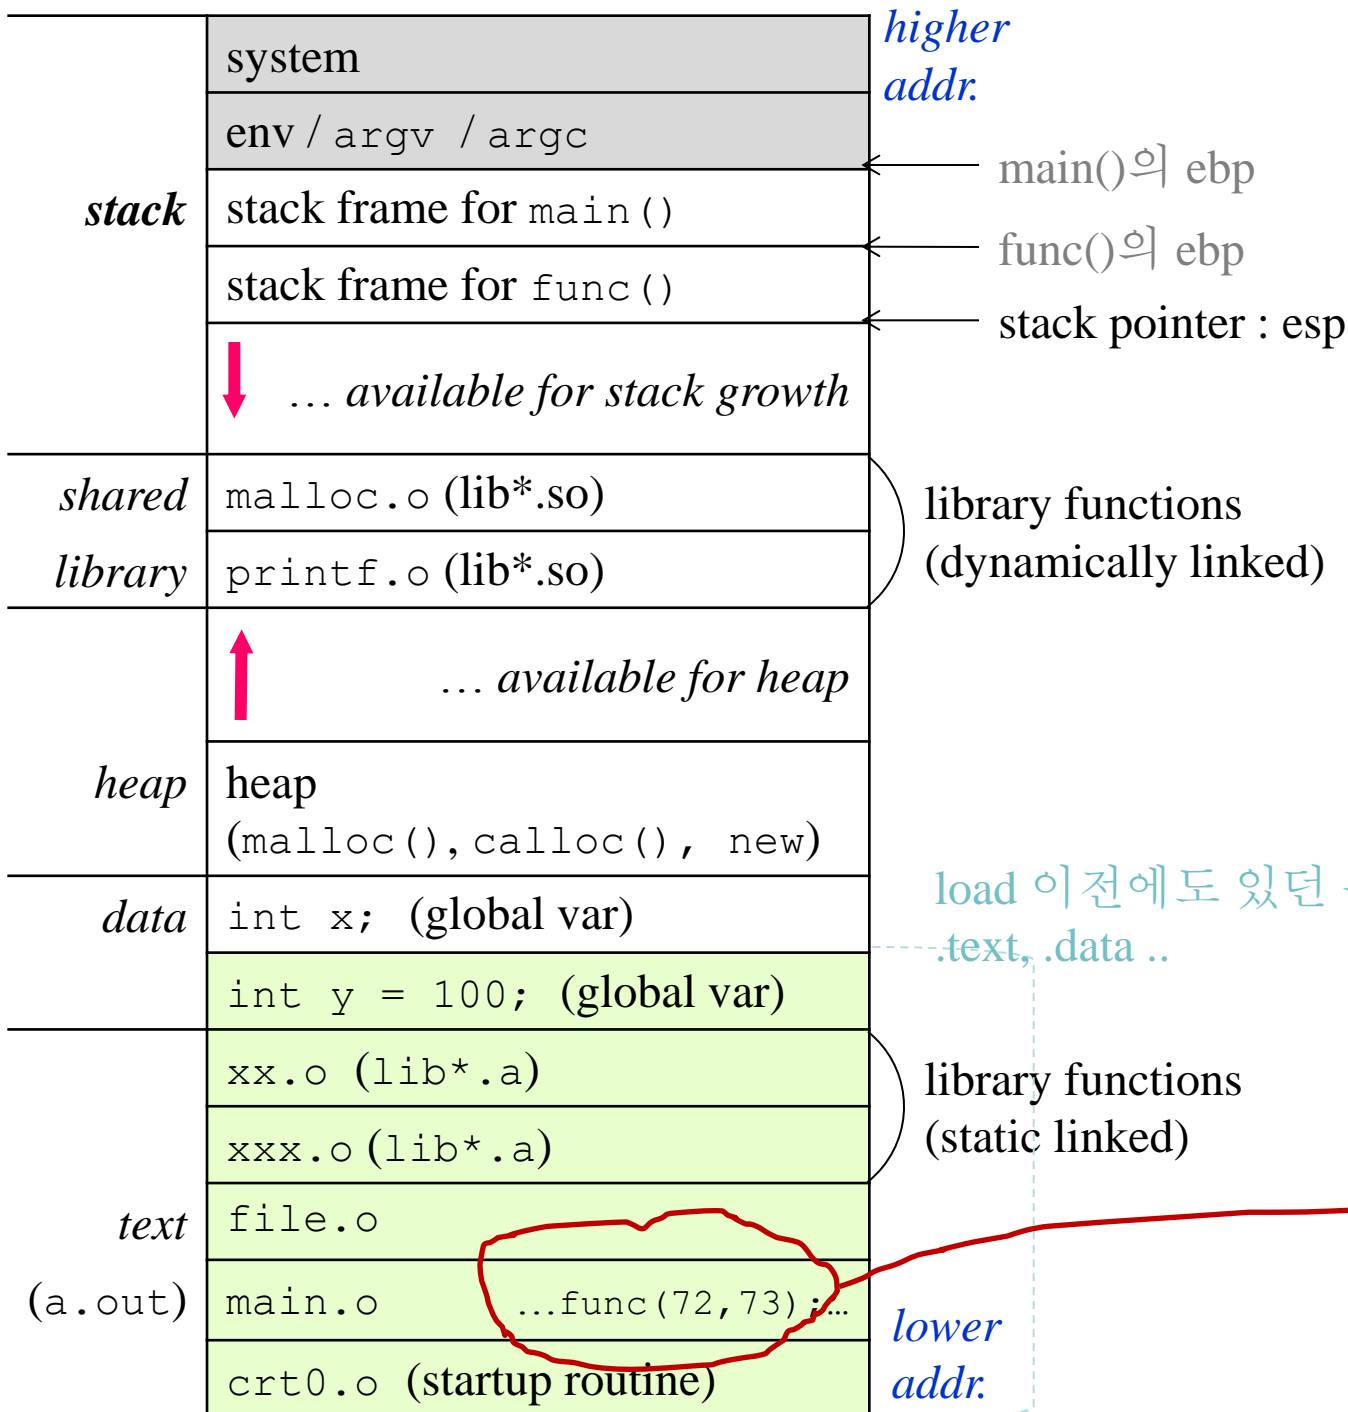 higher
addr.
system
env / argv / argc
main()의 ebp
stack
stack frame for main()
func()의 ebp
stack frame for func()
stack pointer : esp
… available for stack growth
shared
malloc.o (lib*.so)
library functions
library
printf.o (lib*.so)
(dynamically linked)
… available for heap
heap
heap
(malloc(), calloc(), new)
load 이전에도 있던
data
int x; (global var)
.text, .data ..
int y = 100; (global var)
xx.o (lib*.a)
library functions
xxx.o (lib*.a)
(static linked)
text
file.o
(a.out)
main.o …func(72,73);…
lower
crt0.o (startup routine)
addr.